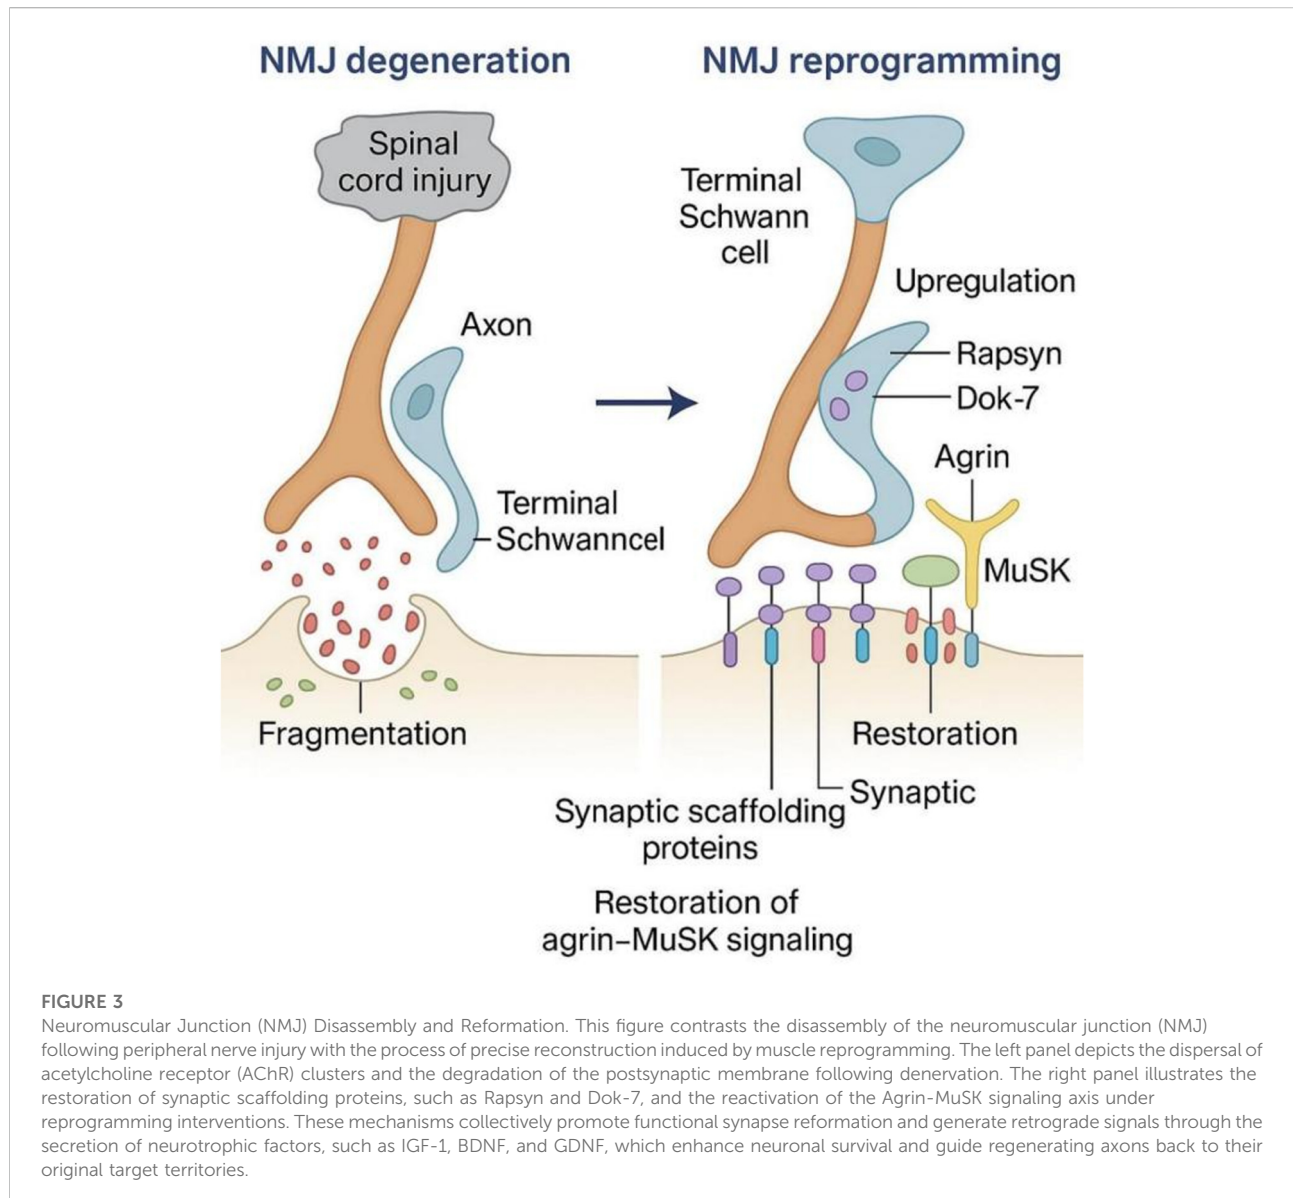 NMJ degeneration
Spinal
cord injury
Axon
Terminal
Schwanncel
Fragmentation
NMJ reprogramming
Terminal
Schwann
cell
Upregulation
Rapsyn
Dok-7
Agrin
MuSK
Restoration
Synaptic
Synaptic scaffolding
proteins
Restoration of
agrin–MuSK signaling
FIGURE 3
Neuromuscular Junction (NMJ) Disassembly and Reformation. This figure contrasts the disassembly of the neuromuscular junction (NMJ)
following peripheral nerve injury with the process of precise reconstruction induced by muscle reprogramming. The left panel depicts the dispersal of
acetylcholine receptor (AChR) clusters and the degradation of the postsynaptic membrane following denervation. The right panel illustrates the
restoration of synaptic scaffolding proteins, such as Rapsyn and Dok-7, and the reactivation of the Agrin-MuSK signaling axis under
reprogramming interventions. These mechanisms collectively promote functional synapse reformation and generate retrograde signals through the
secretion of neurotrophic factors, such as IGF-1, BDNF, and GDNF, which enhance neuronal survival and guide regenerating axons back to their
original target territories.